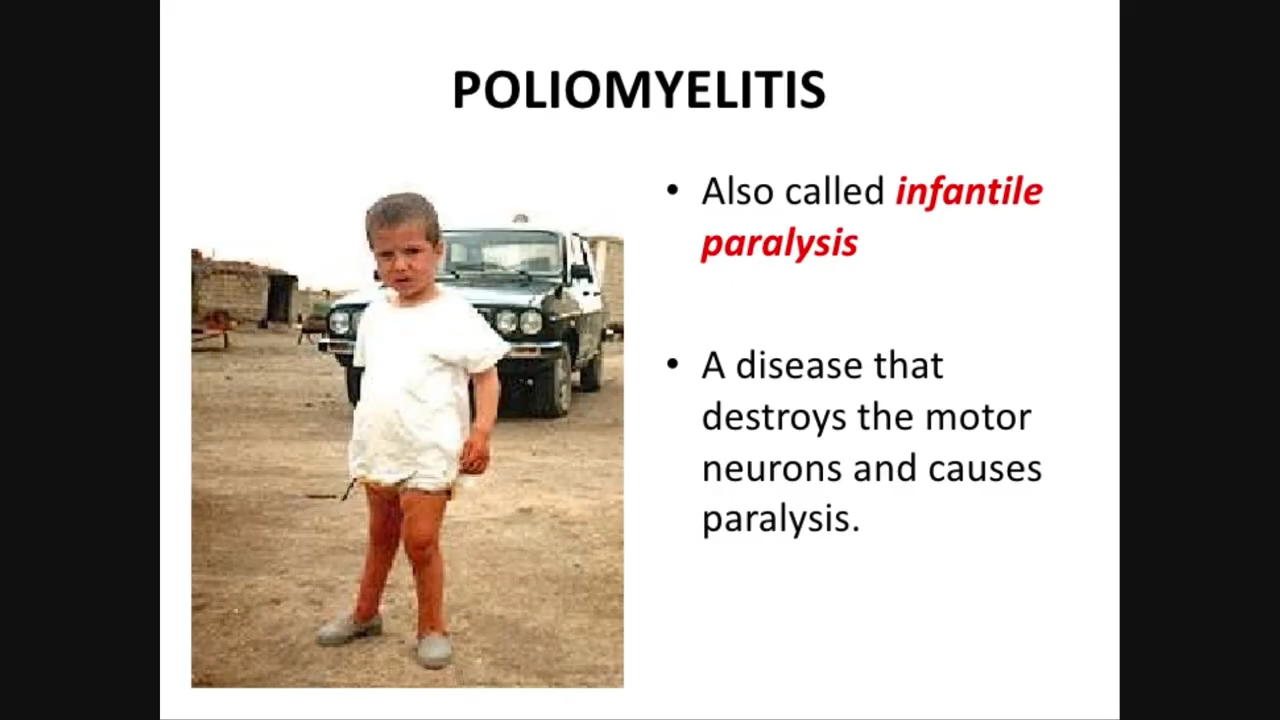 POLIOMYELITIS
• Also called infantile
paralysis
• A disease that
destroys the motor
neurons and causes
paralysis.